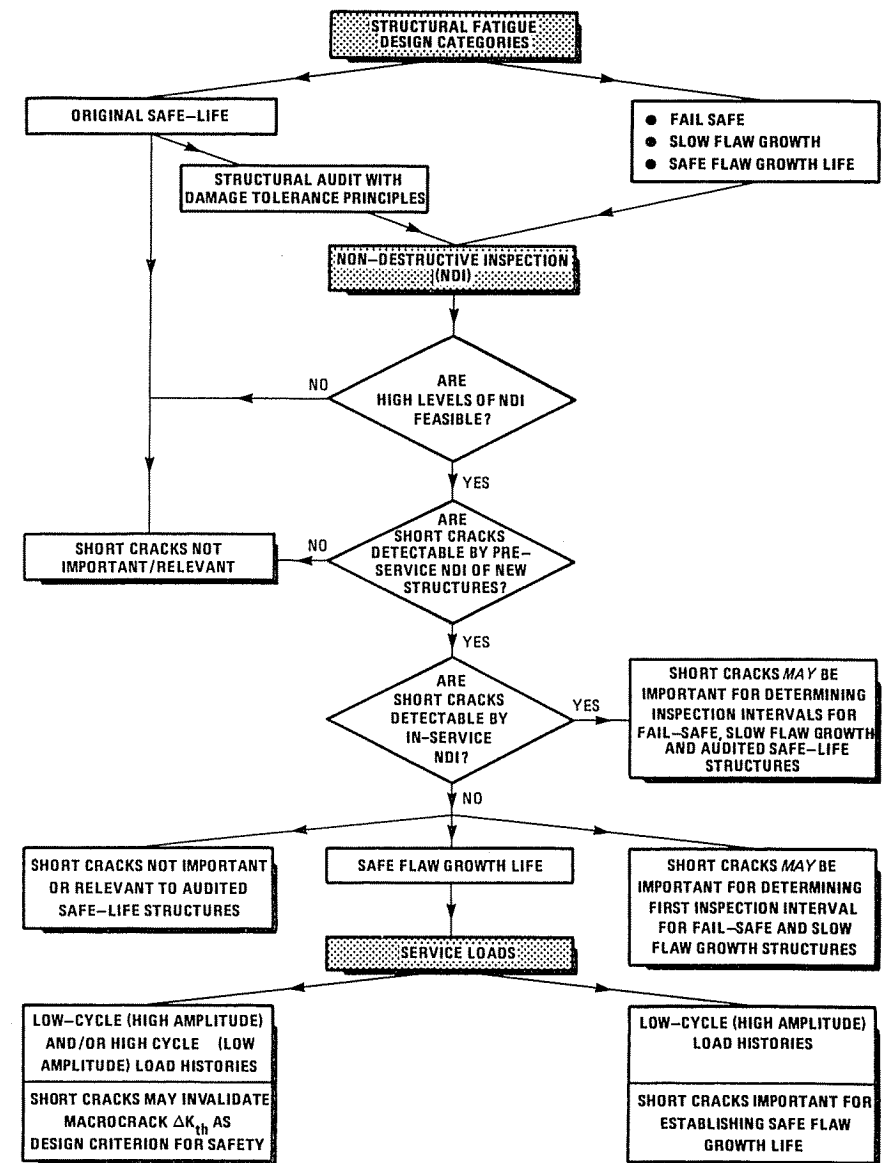 STRUCTURAL FATIGUE
DESIGN CATEGORIES
ORIGINAL SAFE–LIFE
● FAIL SAFE
● SLOW FLAW GROWTH
● SAFE FLAW GROWTH LIFE
STRUCTURAL AUDIT WITH
DAMAGE TOLERANCE PRINCIPLES
NON–DESTRUCTIVE INSPECTION
(NDI)
NO
ARE
HIGH LEVELS OF NDI
FEASIBLE?
YES
SHORT CRACKS NOT
IMPORTANT/RELEVANT
NO
ARE
SHORT CRACKS
DETECTABLE BY PRE–
SERVICE NDI OF NEW
STRUCTURES?
YES
ARE
SHORT CRACKS
DETECTABLE BY
IN–SERVICE
NDI?
YES
SHORT CRACKS MAY BE
IMPORTANT FOR DETERMINING
INSPECTION INTERVALS FOR
FAIL–SAFE, SLOW FLAW GROWTH
AND AUDITED SAFE–LIFE
STRUCTURES
NO
SHORT CRACKS NOT IMPORTANT
OR RELEVANT TO AUDITED
SAFE–LIFE STRUCTURES
SAFE FLAW GROWTH LIFE
SHORT CRACKS MAY BE
IMPORTANT FOR DETERMINING
FIRST INSPECTION INTERVAL
FOR FAIL–SAFE AND SLOW
FLAW GROWTH STRUCTURES
SERVICE LOADS
LOW–CYCLE (HIGH AMPLITUDE)
AND/OR HIGH CYCLE (LOW
AMPLITUDE) LOAD HISTORIES
SHORT CRACKS MAY INVALIDATE
MACROCRACK ΔKth AS
DESIGN CRITERION FOR SAFETY
LOW–CYCLE (HIGH AMPLITUDE)
LOAD HISTORIES
SHORT CRACKS IMPORTANT FOR
ESTABLISHING SAFE FLAW
GROWTH LIFE